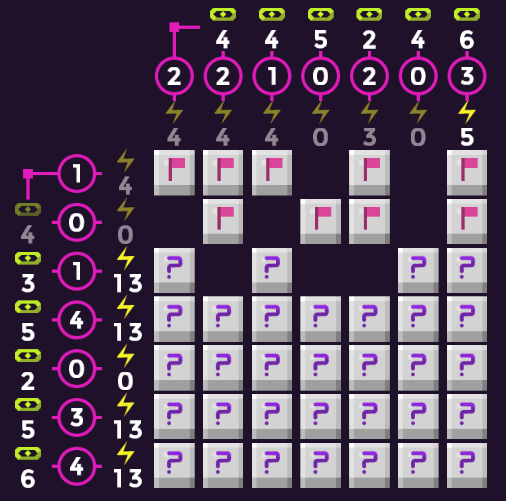 4 4 5 2 4 6
2 2 1 0 2 0 3
4 4 4 0 3 0 5
1 4
4 0 0
3 1 13 ? ? ? ?
5 4 13 ? ? ? ? ? ? ?
2 0 0 ? ? ? ? ? ? ?
5 3 13 ? ? ? ? ? ? ?
6 4 13 ? ? ? ? ? ? ?